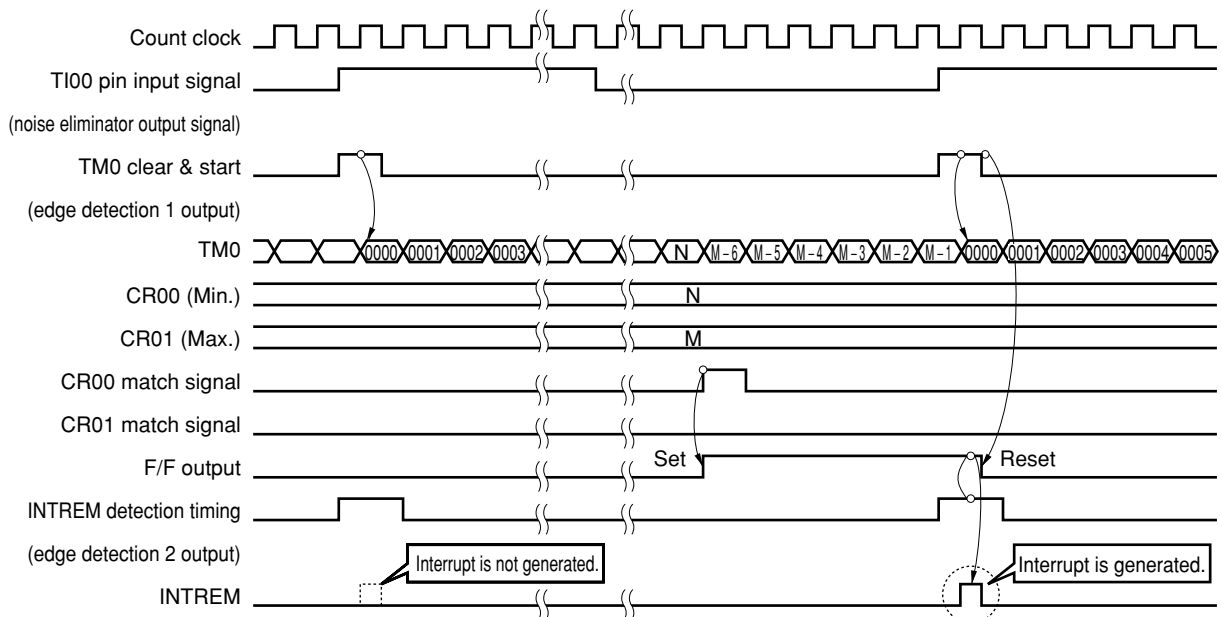 Count clock
TI00 pin input signal
(noise eliminator output signal)
TM0 clear & start
(edge detection 1 output)
TM0 0000 0001 0002 0003 N M–6 M–5 M–4 M–3 M–2 M–1 0000 0001 0002 0003 0004 0005
CR00 (Min.) N
CR01 (Max.) M
CR00 match signal
CR01 match signal
F/F output Set Reset
INTREM detection timing
(edge detection 2 output) Interrupt is not generated. Interrupt is generated.
INTREM